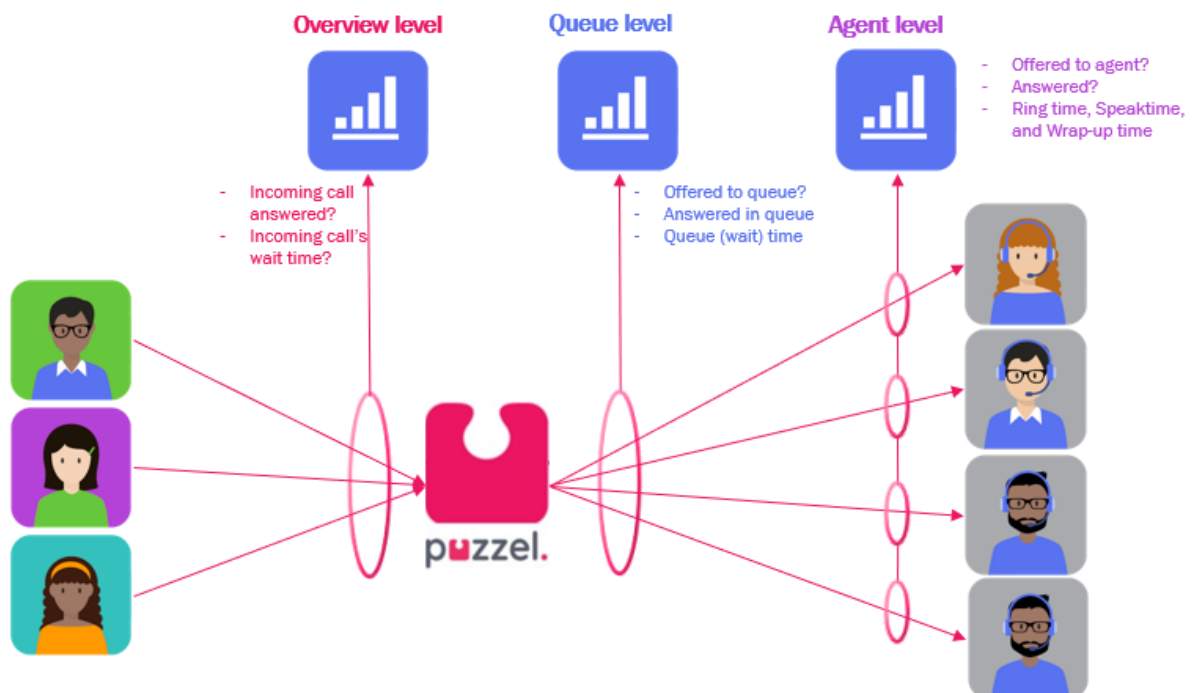 Overview level
Queue level
Agent level
- Offered to agent?
- Answered?
- Ring time, Speaktime,
and Wrap-up time
- Incoming call
answered?
- Incoming call's
wait time?
- Offered to queue?
- Answered in queue
- Queue (wait) time
puzzel.